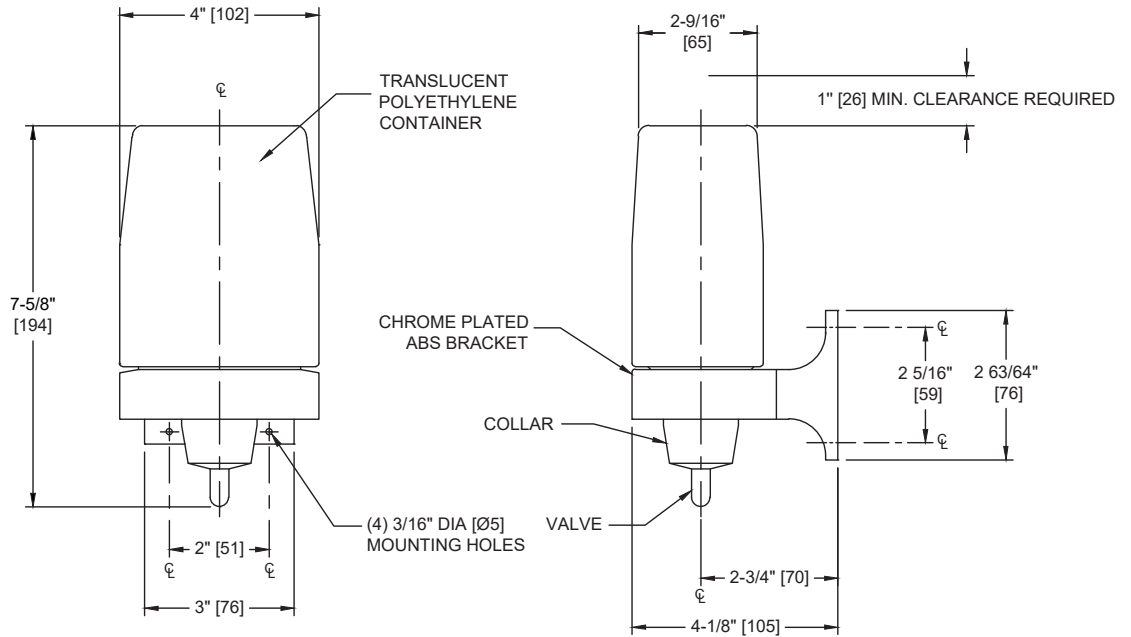 4" [102]
℄
TRANSLUCENT
POLYETHYLENE
CONTAINER
7-5/8"
[194]
(4) 3/16" DIA [Ø5]
MOUNTING HOLES
2" [51]
℄
℄
3" [76]
2-9/16"
[65]
1" [26] MIN. CLEARANCE REQUIRED
CHROME PLATED
ABS BRACKET
COLLAR
VALVE
℄
2 5/16"
[59]
℄
2 63/64"
[76]
2-3/4" [70]
℄
4-1/8" [105]